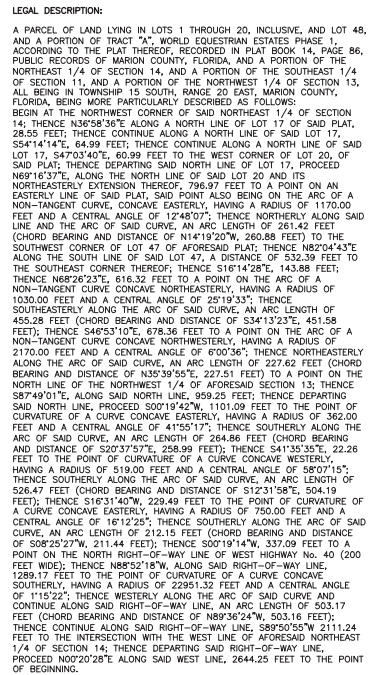 LEGAL DESCRIPTION:
A PARCEL OF LAND LYING IN LOTS 1 THROUGH 20, INCLUSIVE, AND LOT 48,
AND A PORTION OF TRACT "A", WORLD EQUESTRIAN ESTATES PHASE 1,
ACCORDING TO THE PLAT THEREOF, RECORDED IN PLAT BOOK 14, PAGE 86,
PUBLIC RECORDS OF MARION COUNTY, FLORIDA, AND A PORTION OF THE
NORTHEAST 1/4 OF SECTION 14, AND A PORTION OF THE SOUTHEAST 1/4
OF SECTION 11, AND A PORTION OF THE NORTHWEST 1/4 OF SECTION 13,
ALL BEING IN TOWNSHIP 15 SOUTH, RANGE 20 EAST, MARION COUNTY,
FLORIDA, BEING MORE PARTICULARLY DESCRIBED AS FOLLOWS:
BEGIN AT THE NORTHWEST CORNER OF SAID NORTHEAST 1/4 OF SECTION
14; THENCE N36°58'36"E ALONG A NORTH LINE OF LOT 17 OF SAID PLAT,
28.55 FEET; THENCE CONTINUE ALONG A NORTH LINE OF SAID LOT 17,
S54°14'14"E, 64.99 FEET; THENCE CONTINUE ALONG A NORTH LINE OF SAID
LOT 17, S47°03'40"E, 60.99 FEET TO THE WEST CORNER OF LOT 20, OF
SAID PLAT; THENCE DEPARTING SAID NORTH LINE OF LOT 17, PROCEED
N69°16'37"E, ALONG THE NORTH LINE OF SAID LOT 20 AND ITS
NORTHEASTERLY EXTENSION THEREOF, 796.97 FEET TO A POINT ON AN
EASTERLY LINE OF SAID PLAT, SAID POINT ALSO BEING ON THE ARC OF A
NON-TANGENT CURVE, CONCAVE EASTERLY, HAVING A RADIUS OF 1170.00
FEET AND A CENTRAL ANGLE OF 12°48'07"; THENCE NORTHERLY ALONG SAID
LINE AND THE ARC OF SAID CURVE, AN ARC LENGTH OF 261.42 FEET
(CHORD BEARING AND DISTANCE OF N14°19'20"W, 260.88 FEET) TO THE
SOUTHWEST CORNER OF LOT 47 OF AFORESAID PLAT; THENCE N82°04'43"E
ALONG THE SOUTH LINE OF SAID LOT 47, A DISTANCE OF 532.39 FEET TO
THE SOUTHEAST CORNER THEREOF; THENCE S16°14'28"E, 143.88 FEET;
THENCE N68°26'23"E, 616.32 FEET TO A POINT ON THE ARC OF A
NON-TANGENT CURVE CONCAVE NORTHEASTERLY, HAVING A RADIUS OF
1030.00 FEET AND A CENTRAL ANGLE OF 25°19'33"; THENCE
SOUTHEASTERLY ALONG THE ARC OF SAID CURVE, AN ARC LENGTH OF
455.28 FEET (CHORD BEARING AND DISTANCE OF S34°13'23"E, 451.58
FEET); THENCE S46°53'10"E, 678.36 FEET TO A POINT ON THE ARC OF A
NON-TANGENT CURVE CONCAVE NORTHWESTERLY, HAVING A RADIUS OF
2170.00 FEET AND A CENTRAL ANGLE OF 6°00'36"; THENCE NORTHEASTERLY
ALONG THE ARC OF SAID CURVE, AN ARC LENGTH OF 227.62 FEET (CHORD
BEARING AND DISTANCE OF N35°39'55"E, 227.51 FEET) TO A POINT ON THE
NORTH LINE OF THE NORTHWEST 1/4 OF AFORESAID SECTION 13; THENCE
S87°49'01"E, ALONG SAID NORTH LINE, 959.25 FEET; THENCE DEPARTING
SAID NORTH LINE, PROCEED S00°19'42"W, 1101.09 FEET TO THE POINT OF
CURVATURE OF A CURVE CONCAVE EASTERLY, HAVING A RADIUS OF 362.00
FEET AND A CENTRAL ANGLE OF 41°55'17"; THENCE SOUTHERLY ALONG THE
ARC OF SAID CURVE, AN ARC LENGTH OF 264.86 FEET (CHORD BEARING
AND DISTANCE OF S20°37'57"E, 258.99 FEET); THENCE S41°35'35"E, 22.26
FEET TO THE POINT OF CURVATURE OF A CURVE CONCAVE WESTERLY,
HAVING A RADIUS OF 519.00 FEET AND A CENTRAL ANGLE OF 58°07'15";
THENCE SOUTHERLY ALONG THE ARC OF SAID CURVE, AN ARC LENGTH OF
526.47 FEET (CHORD BEARING AND DISTANCE OF S12°31'58"E, 504.19
FEET); THENCE S16°31'40"W, 229.49 FEET TO THE POINT OF CURVATURE OF
A CURVE CONCAVE EASTERLY, HAVING A RADIUS OF 750.00 FEET AND A
CENTRAL ANGLE OF 16°12'25"; THENCE SOUTHERLY ALONG THE ARC OF SAID
CURVE, AN ARC LENGTH OF 212.15 FEET (CHORD BEARING AND DISTANCE
OF S08°25'27"W, 211.44 FEET); THENCE S00°19'14"W, 337.09 FEET TO A
POINT ON THE NORTH RIGHT-OF-WAY LINE OF WEST HIGHWAY No. 40 (200
FEET WIDE); THENCE N88°52'18"W, ALONG SAID RIGHT-OF-WAY LINE,
1289.17 FEET TO THE POINT OF CURVATURE OF A CURVE CONCAVE
SOUTHERLY, HAVING A RADIUS OF 22951.32 FEET AND A CENTRAL ANGLE
OF 1°15'22"; THENCE WESTERLY ALONG THE ARC OF SAID CURVE AND
CONTINUE ALONG SAID RIGHT-OF-WAY LINE, AN ARC LENGTH OF 503.17
FEET (CHORD BEARING AND DISTANCE OF N89°36'24"W, 503.16 FEET);
THENCE CONTINUE ALONG SAID RIGHT-OF-WAY LINE, S89°50'55"W 2111.24
FEET TO THE INTERSECTION WITH THE WEST LINE OF AFORESAID NORTHEAST
1/4 OF SECTION 14; THENCE DEPARTING SAID RIGHT-OF-WAY LINE,
PROCEED N00°20'28"E ALONG SAID WEST LINE, 2644.25 FEET TO THE POINT
OF BEGINNING.